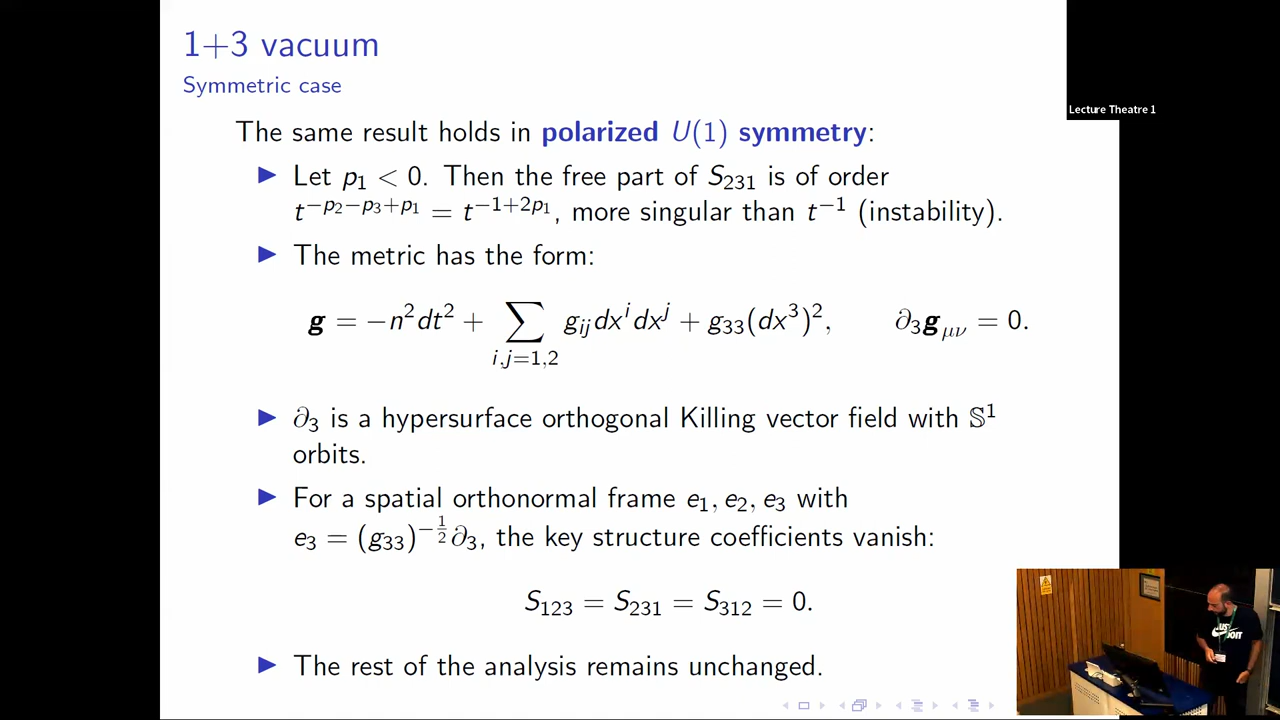 1+3 vacuum
Symmetric case
Lecture Theatre 1
The same result holds in polarized U(1) symmetry:
▶ Let p₁ < 0. Then the free part of S₂₃₁ is of order
t^{−p₂−p₃+p₁} = t^{−1+2p₁}, more singular than t^{−1} (instability).
▶ The metric has the form:
g = −n²dt² + ∑_{i,j=1,2} g_{ij}dx^i dx^j + g₃₃(dx³)², ∂₃g_{μν} = 0.
▶ ∂₃ is a hypersurface orthogonal Killing vector field with 𝕊¹
orbits.
▶ For a spatial orthonormal frame e₁, e₂, e₃ with
e₃ = (g₃₃)^{−1/2}∂₃, the key structure coefficients vanish:
S₁₂₃ = S₂₃₁ = S₃₁₂ = 0.
▶ The rest of the analysis remains unchanged.